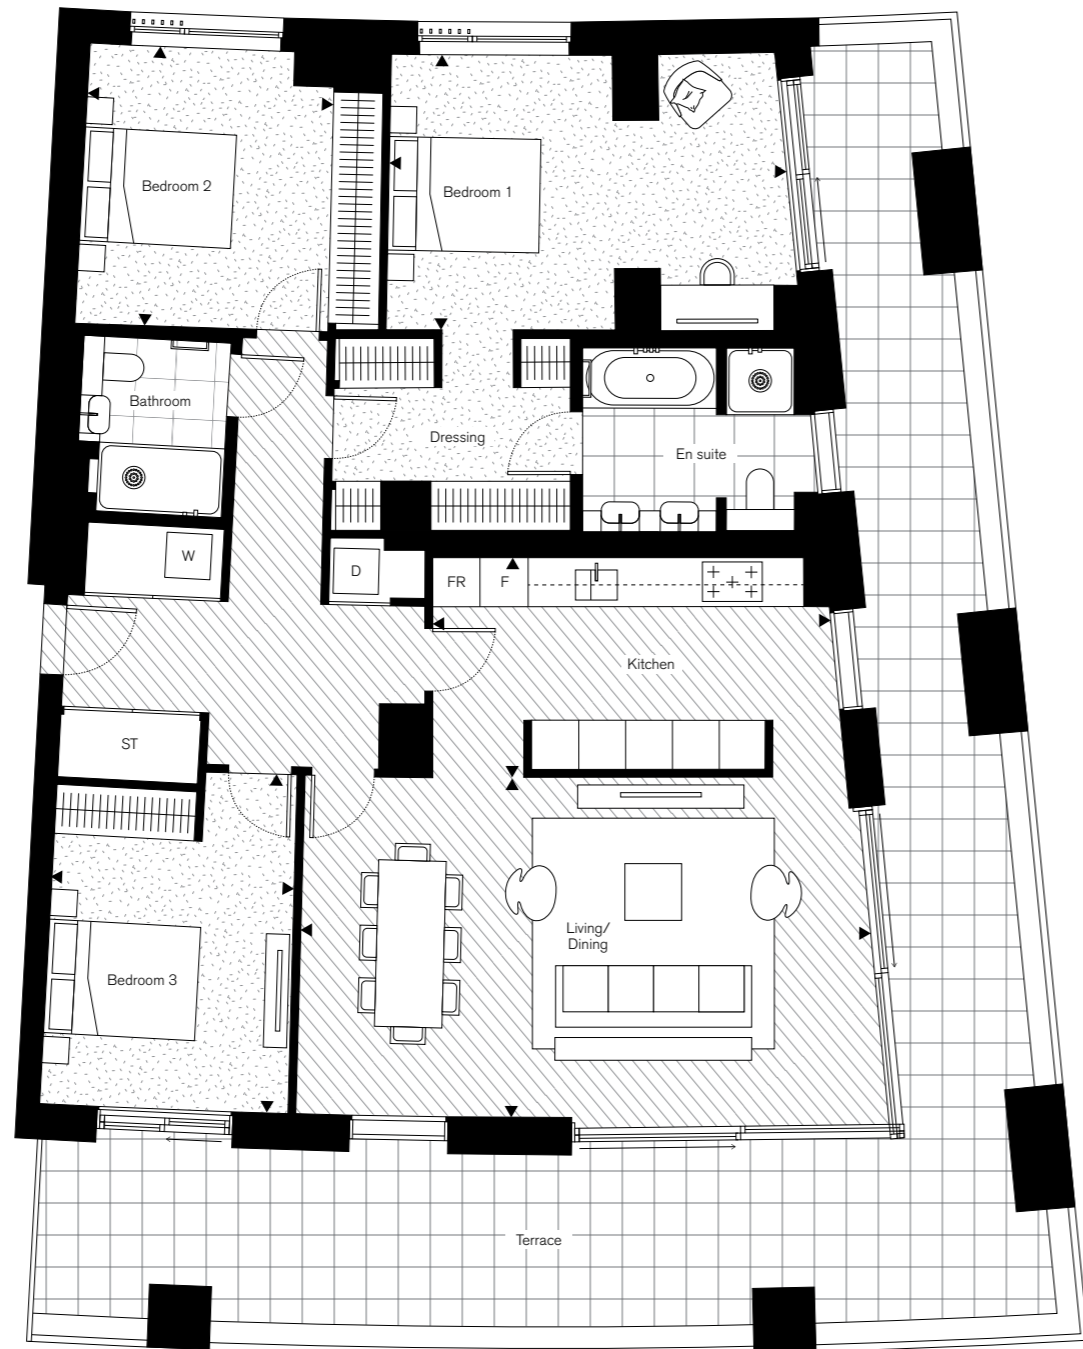 Bedroom 2
Bedroom 1
Bathroom
Dressing
En suite
W
D
FR
F
Kitchen
ST
Living/
Dining
Bedroom 3
Terrace